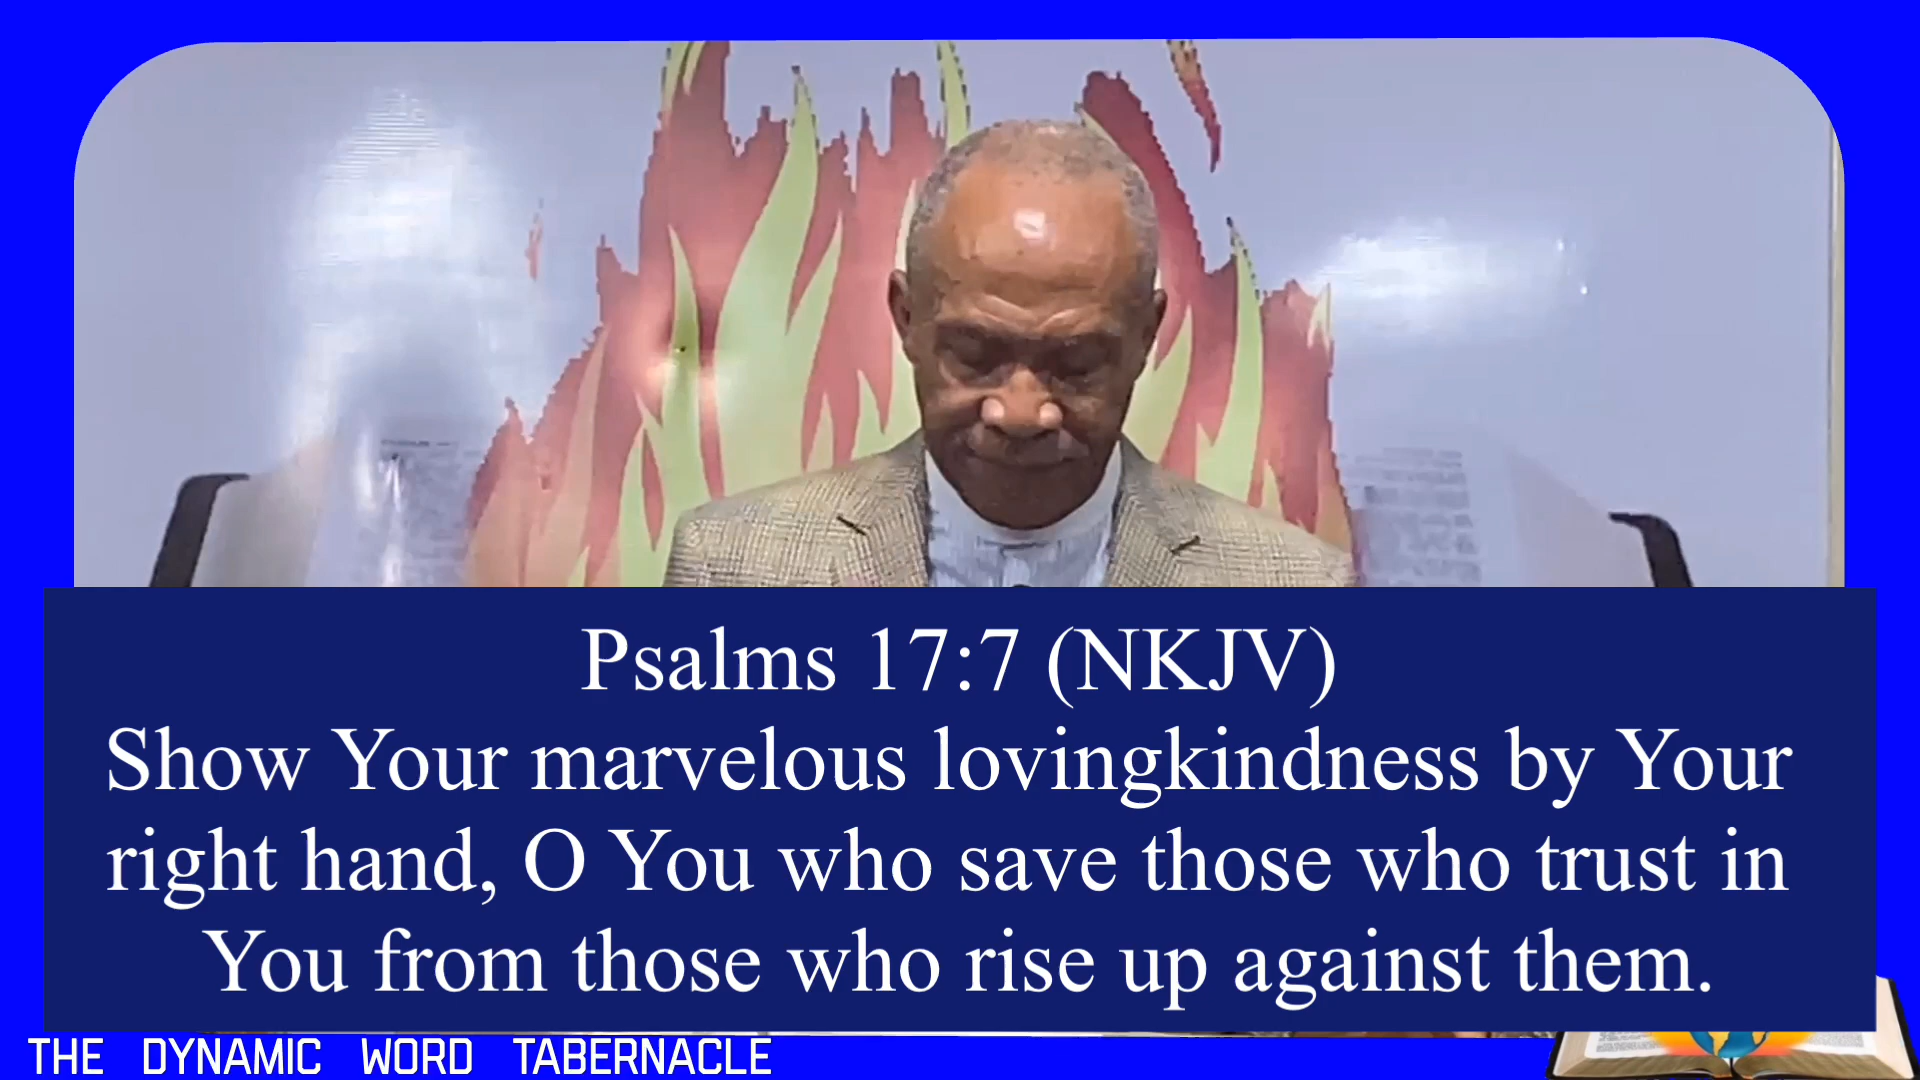 Psalms 17:7 (NKJV)
Show Your marvelous lovingkindness by Your
right hand, O You who save those who trust in
You from those who rise up against them.
THE DYNAMIC WORD TABERNACLE